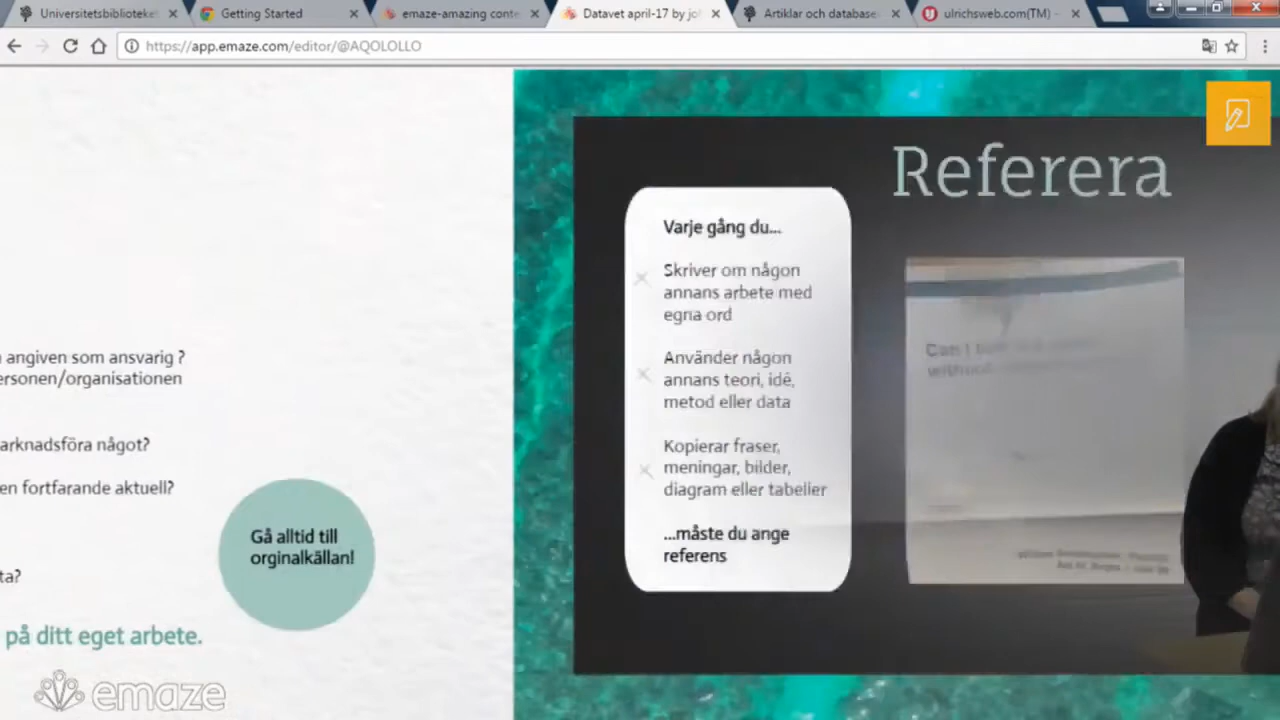 Universitetsbiblioteket
Getting Started
emaze-amazing conte
Datavet april-17 by jo
Artiklar och database
ulrichsweb.com(TM) –
https://app.emaze.com/editor/@AQOLOLLO
angiven som ansvarig ?
ersonen/organisationen
arknadsföra något?
en fortfarande aktuell?
ta?
på ditt eget arbete.
Gå alltid till
orginalkällan!
emaze
Referera
Varje gång du...
Skriver om någon
annans arbete med
egna ord
Använder någon
annans teori, idé,
metod eller data
Kopierar fraser,
meningar, bilder,
diagram eller tabeller
...måste du ange
referens
Can I
without